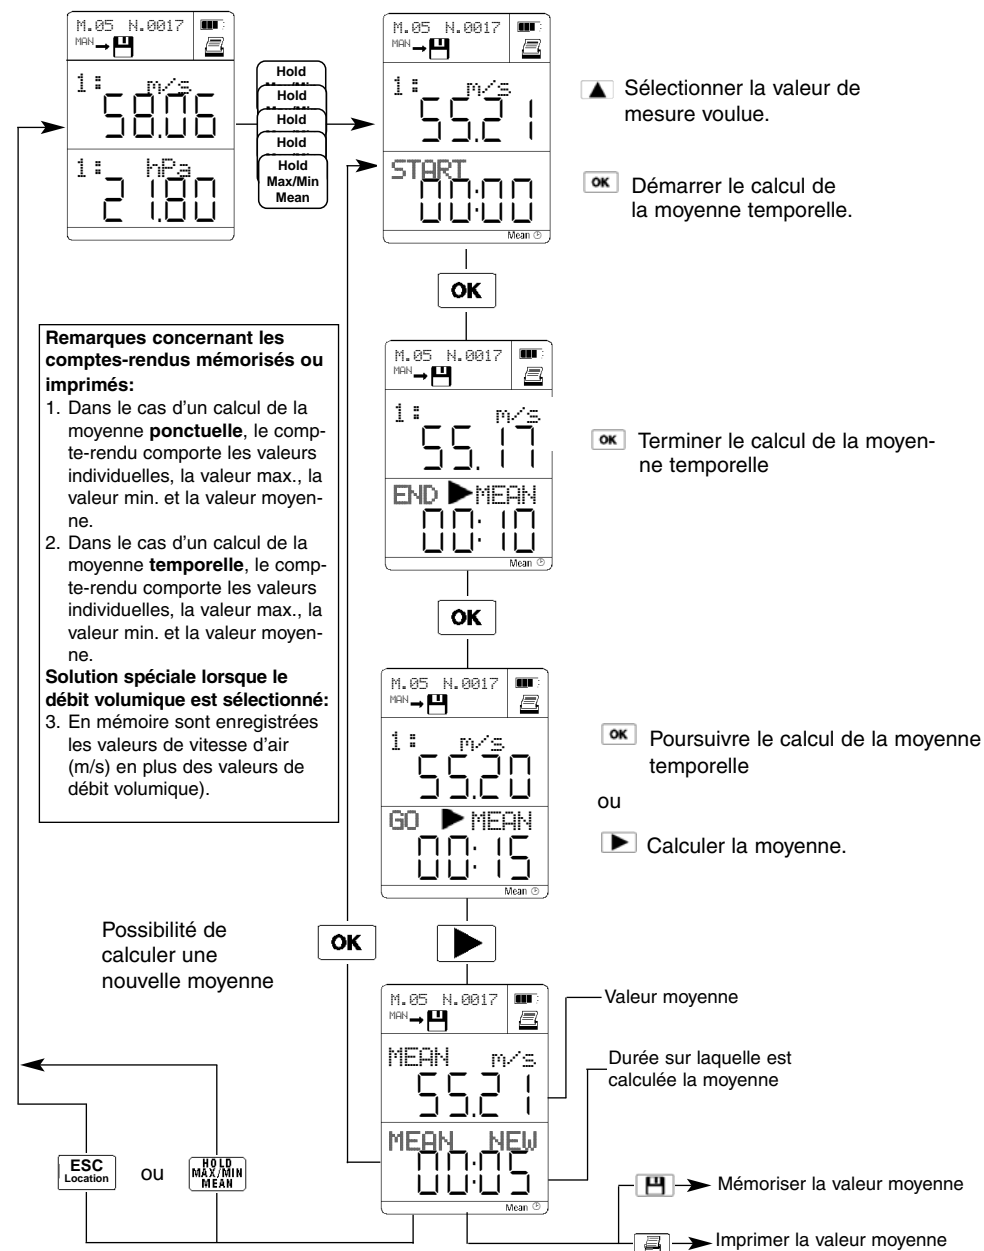 M.05 N.0017
MAN
1: m/s
58.06
1: hPa
21.80
Hold
Hold
Hold
Hold
Hold
Max/Min
Mean
M.05 N.0017
MAN
1: m/s
55.21
START
00:00
Mean
Sélectionner la valeur de
mesure voulue.
OK Démarrer le calcul de
la moyenne temporelle.
OK
Remarques concernant les
comptes-rendus mémorisés ou
imprimés:
1. Dans le cas d'un calcul de la
moyenne ponctuelle, le comp-
te-rendu comporte les valeurs
individuelles, la valeur max., la
valeur min. et la valeur moyen-
ne.
2. Dans le cas d'un calcul de la
moyenne temporelle, le comp-
te-rendu comporte les valeurs
individuelles, la valeur max., la
valeur min. et la valeur moyen-
ne.
Solution spéciale lorsque le
débit volumique est sélectionné:
3. En mémoire sont enregistrées
les valeurs de vitesse d'air
(m/s) en plus des valeurs de
débit volumique).
M.05 N.0017
MAN
1: m/s
55.17
END ▶MEAN
00:10
Mean
OK Terminer le calcul de la moyen-
ne temporelle
OK
M.05 N.0017
MAN
1: m/s
55.20
GO ▶MEAN
00:15
Mean
OK Poursuivre le calcul de la moyenne
temporelle
ou
Calculer la moyenne.
Possibilité de
calculer une
nouvelle moyenne
OK
M.05 N.0017
MAN
MEAN m/s
55.21
MEAN NEW
00:05
Mean
Valeur moyenne
Durée sur laquelle est
calculée la moyenne
ESC
Location
ou
HOLD
MAX/MIN
MEAN
Mémoriser la valeur moyenne
Imprimer la valeur moyenne